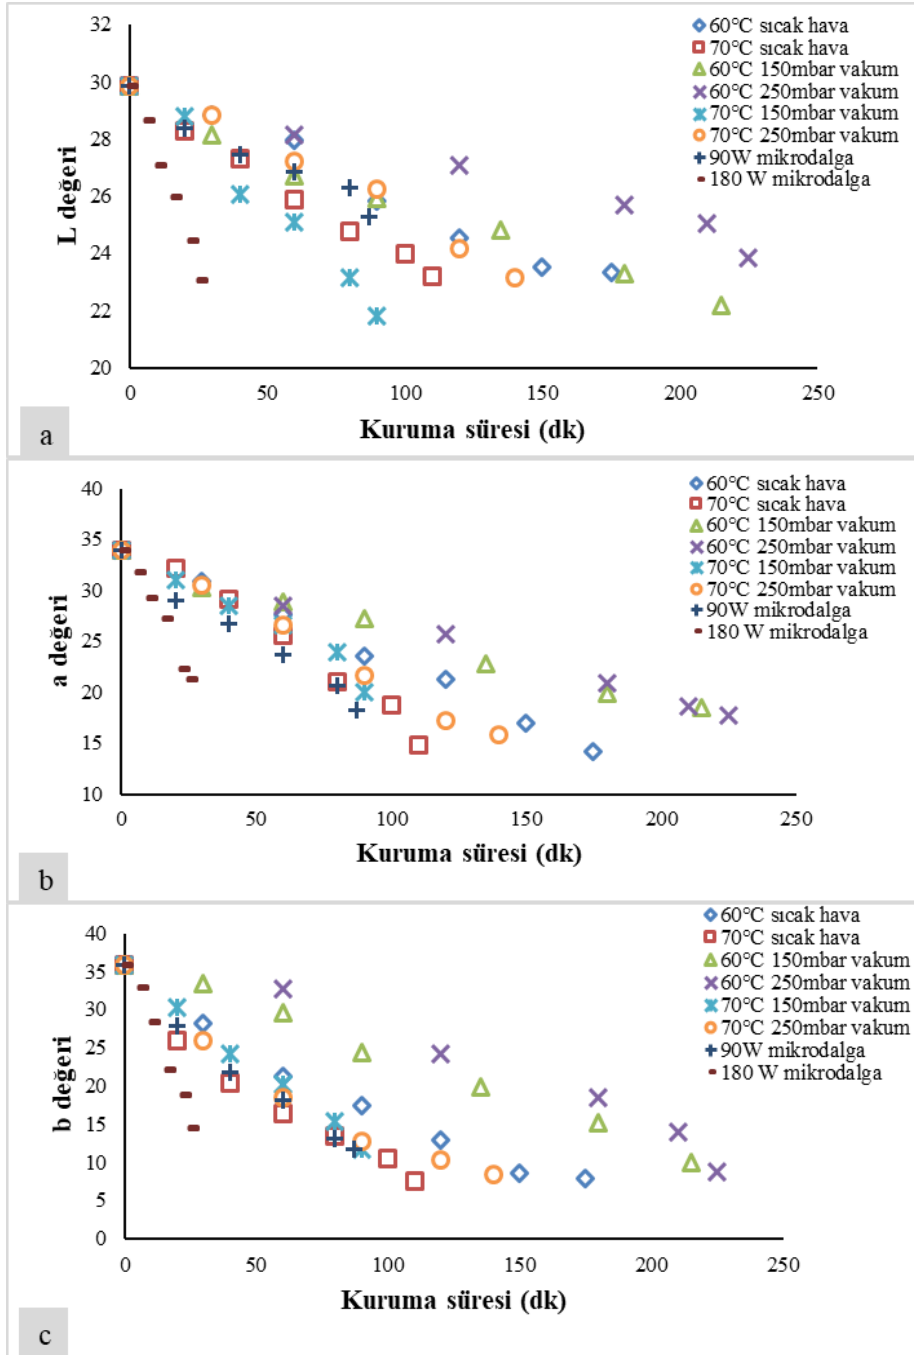 32
30
28
26
24
22
20
L değeri
0
50
100
150
200
250
Kuruma süresi (dk)
60°C sıcak hava
70°C sıcak hava
60°C 150mbar vakum
60°C 250mbar vakum
70°C 150mbar vakum
70°C 250mbar vakum
90W mikrodalga
180 W mikrodalga
a
40
35
30
25
20
15
10
a değeri
0
50
100
150
200
250
Kuruma süresi (dk)
60°C sıcak hava
70°C sıcak hava
60°C 150mbar vakum
60°C 250mbar vakum
70°C 150mbar vakum
70°C 250mbar vakum
90W mikrodalga
180 W mikrodalga
b
40
35
30
25
20
15
10
5
0
b değeri
0
50
100
150
200
250
Kuruma süresi (dk)
60°C sıcak hava
70°C sıcak hava
60°C 150mbar vakum
60°C 250mbar vakum
70°C 150mbar vakum
70°C 250mbar vakum
90W mikrodalga
180 W mikrodalga
c